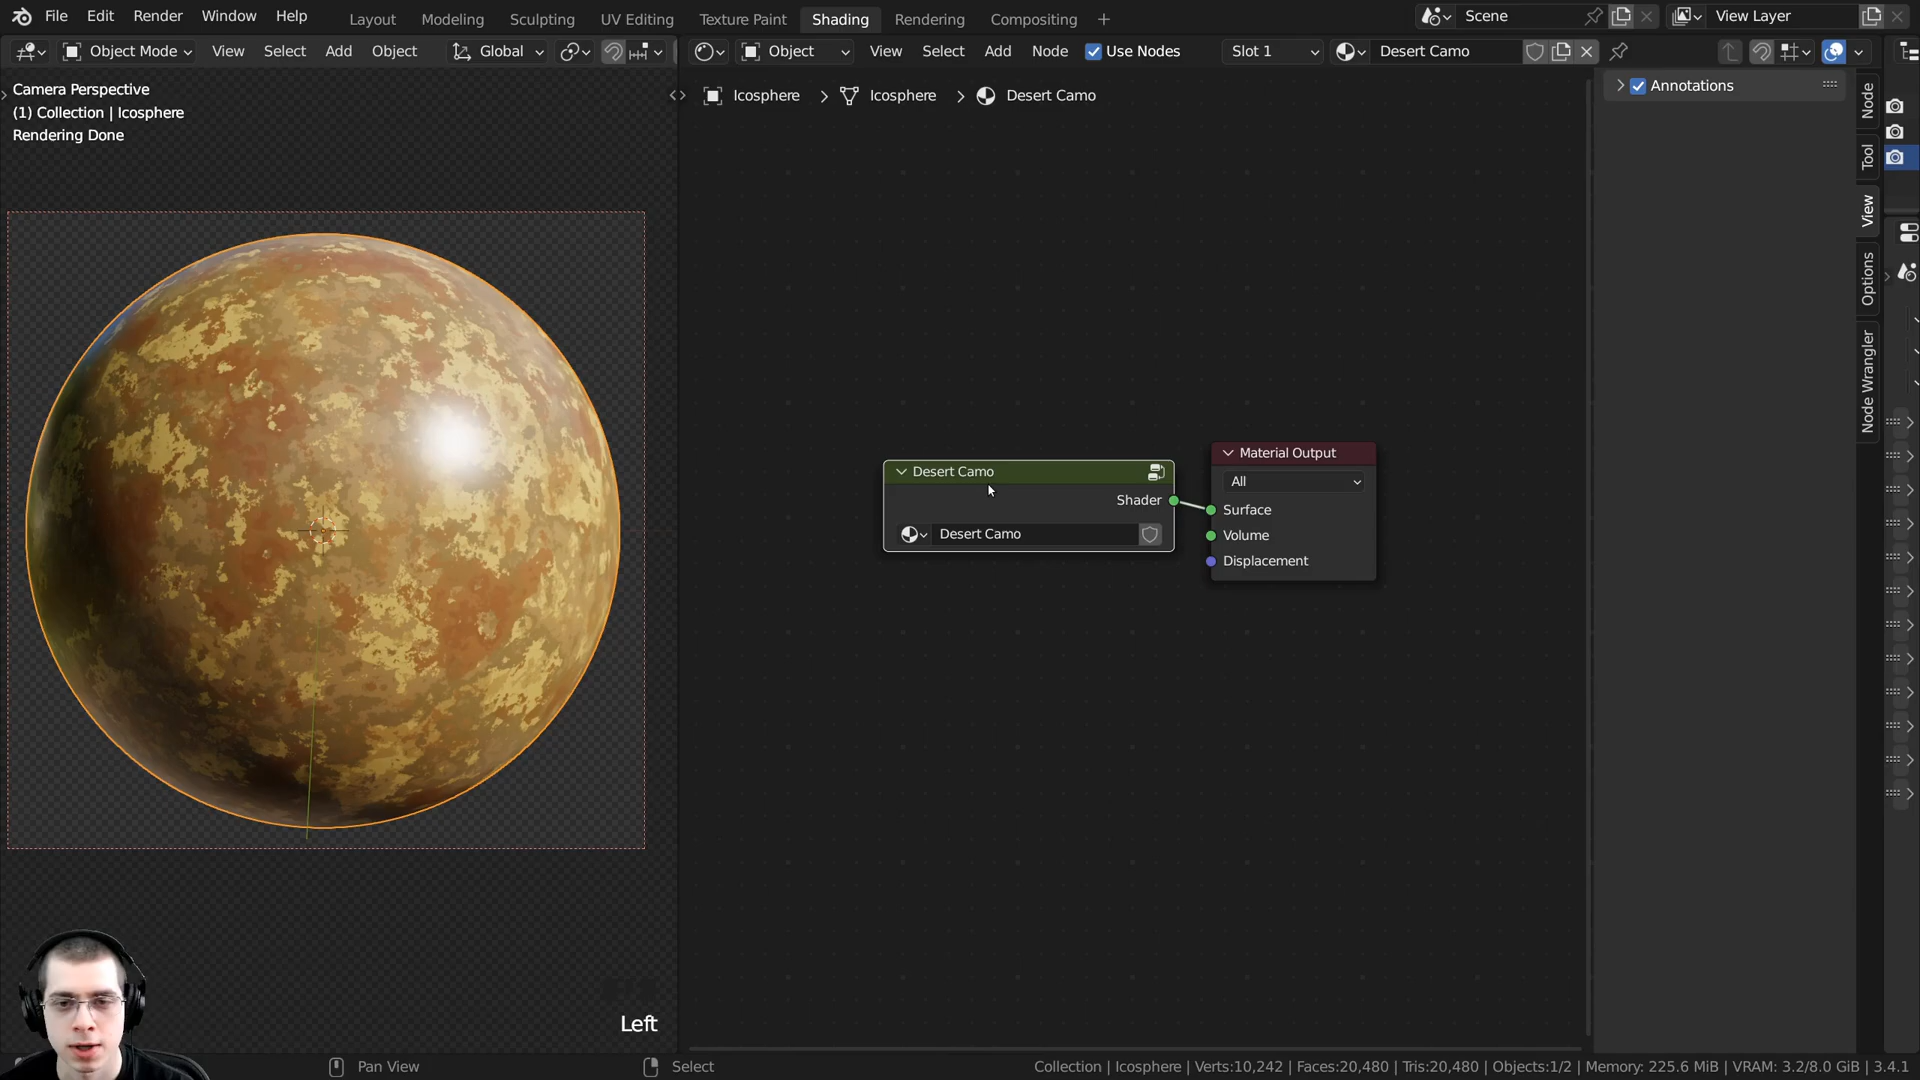 File Edit Render Window Help Layout Modeling Sculpting UV Editing Texture Paint Shading Rendering Compositing + Scene View Layer
Object Mode View Select Add Object Global Object View Select Add Node Use Nodes Slot 1 Desert Camo
Camera Perspective
(1) Collection | Icosphere
Rendering Done
Icosphere > Icosphere > Desert Camo
Annotations
Node
Tool
View
Options
Node Wrangler
Desert Camo
Shader
Desert Camo
Material Output
All
Surface
Volume
Displacement
Left
Pan View Select Collection | Icosphere | Verts:10,242 | Faces:20,480 | Tris:20,480 | Objects:1/2 | Memory: 225.6 MiB | VRAM: 3.2/8.0 GiB | 3.4.1